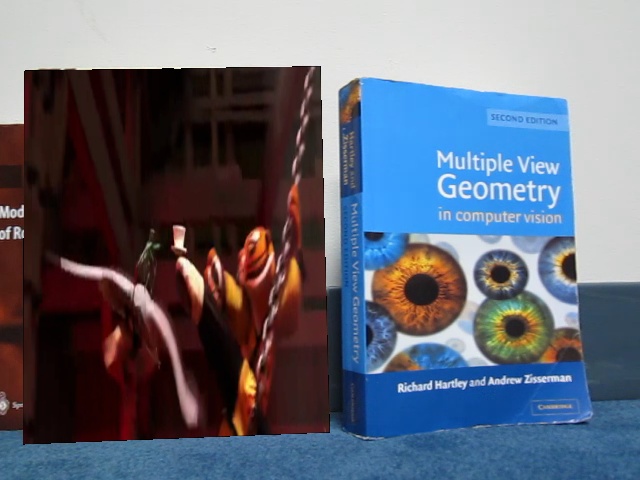 Mod
of Ro
SECOND EDITION
Multiple View
Geometry
in computer vision
Richard Hartley and Andrew Zisserman
CAMBRIDGE
Hartley and
Zisserman
Multiple View Geometry